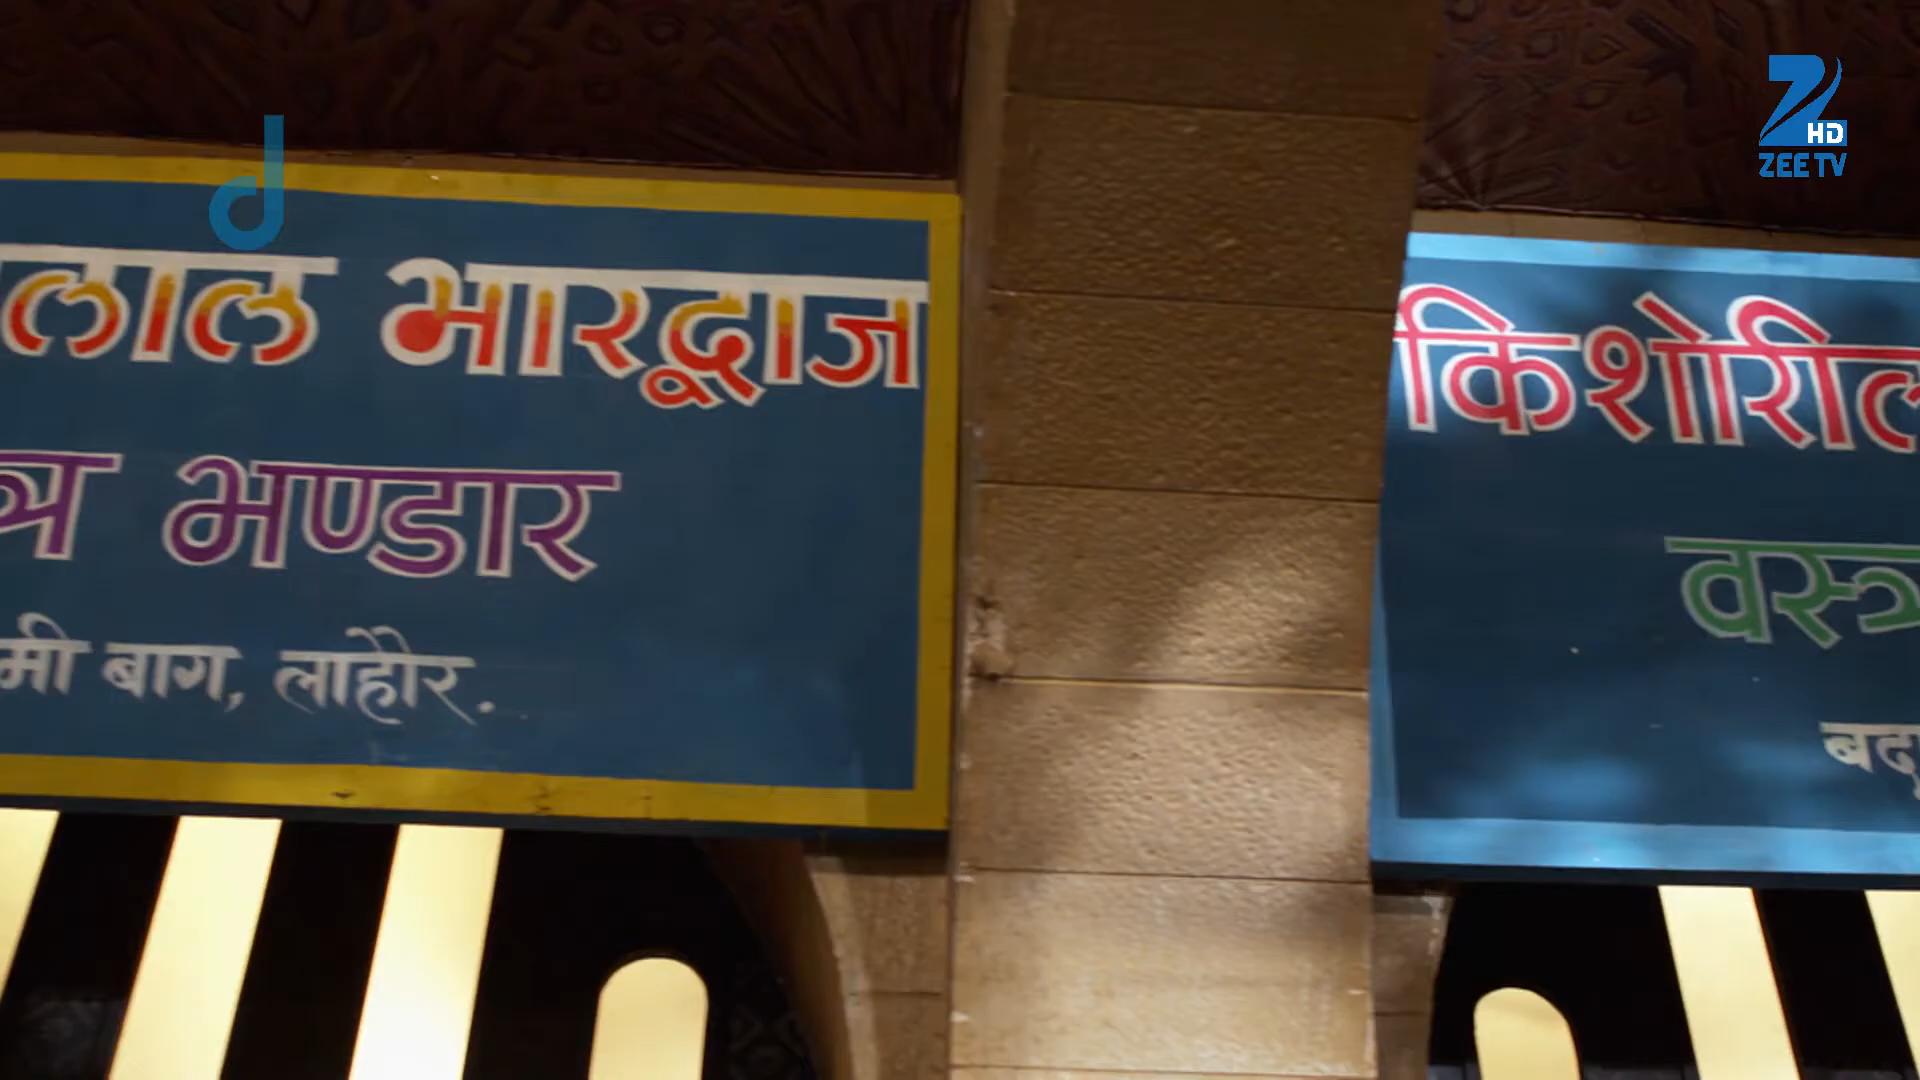 लाल भारद्वाज
भण्डार
बाग, लाहौर.
वस्त्र
HD
ZEE TV